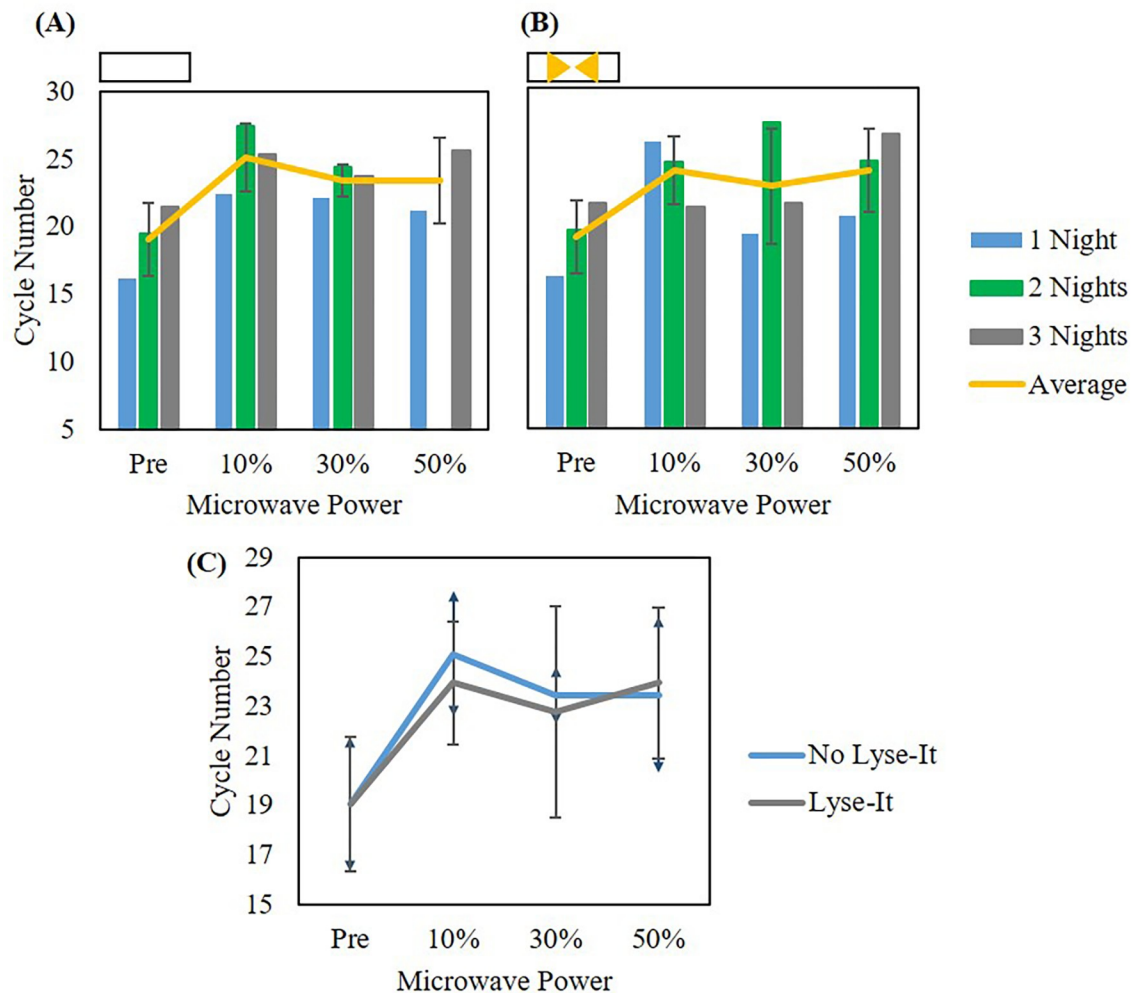 (A)
(B)
30
25
20
15
10
5
Cycle Number
Pre 10% 30% 50%
Microwave Power
Pre 10% 30% 50%
Microwave Power
1 Night
2 Nights
3 Nights
Average
(C)
29
27
25
23
21
19
17
15
Cycle Number
Pre 10% 30% 50%
Microwave Power
No Lyse-It
Lyse-It